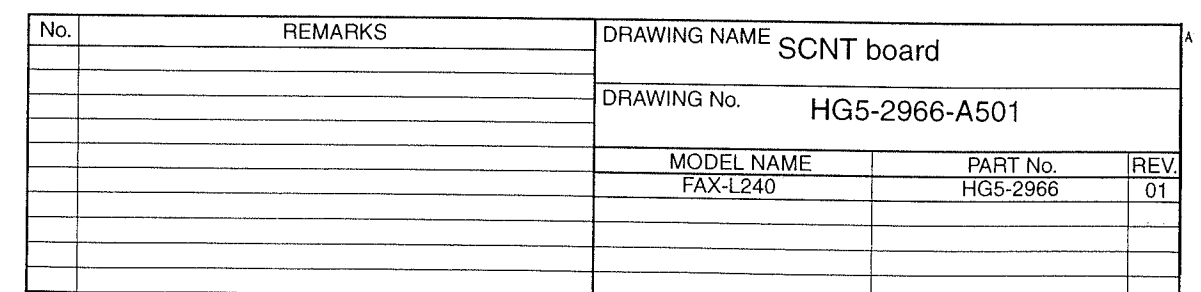 No. REMARKS
DRAWING NAME SCNT board
DRAWING No. HG5-2966-A501
MODEL NAME PART No. REV.
FAX-L240 HG5-2966 01
A